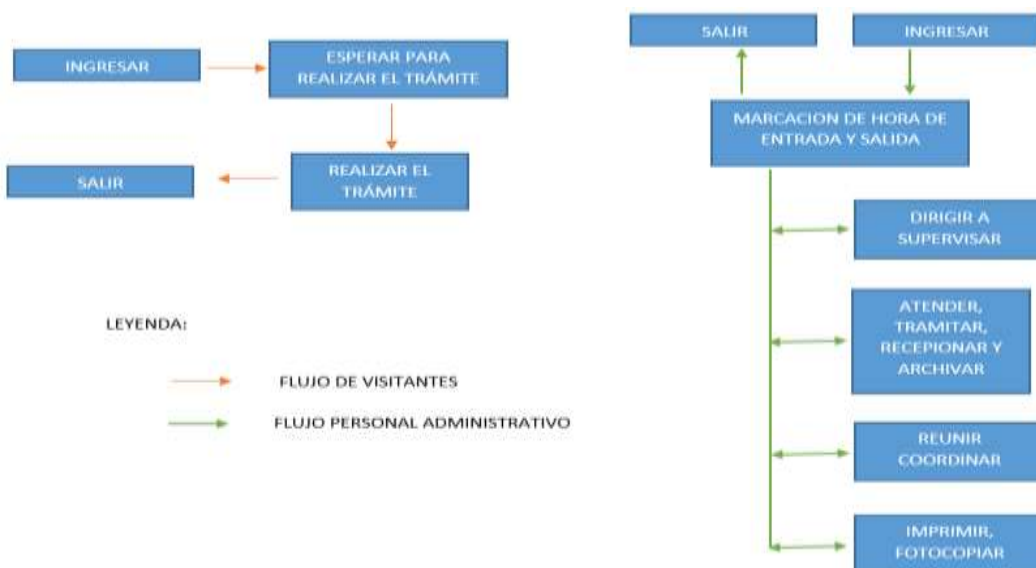 INGRESAR
ESPERAR PARA
REALIZAR EL TRÁMITE
REALIZAR EL
TRÁMITE
SALIR
LEYENDA:
FLUJO DE VISITANTES
FLUJO PERSONAL ADMINISTRATIVO
SALIR
INGRESAR
MARCACION DE HORA DE
ENTRADA Y SALIDA
DIRIGIR A
SUPERVISAR
ATENDER,
TRAMITAR,
RECEPIONAR Y
ARCHIVAR
REUNIR
COORDINAR
IMPRIMIR,
FOTOCOPIAR